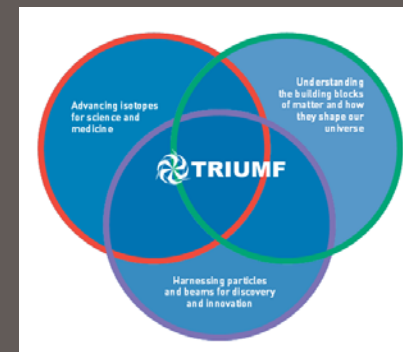 Understanding
the building blocks
of matter and how
they shape our
universe
Advancing isotopes
for science and
medicine
TRIUMF
Harnessing particles
and beams for discovery
and innovation